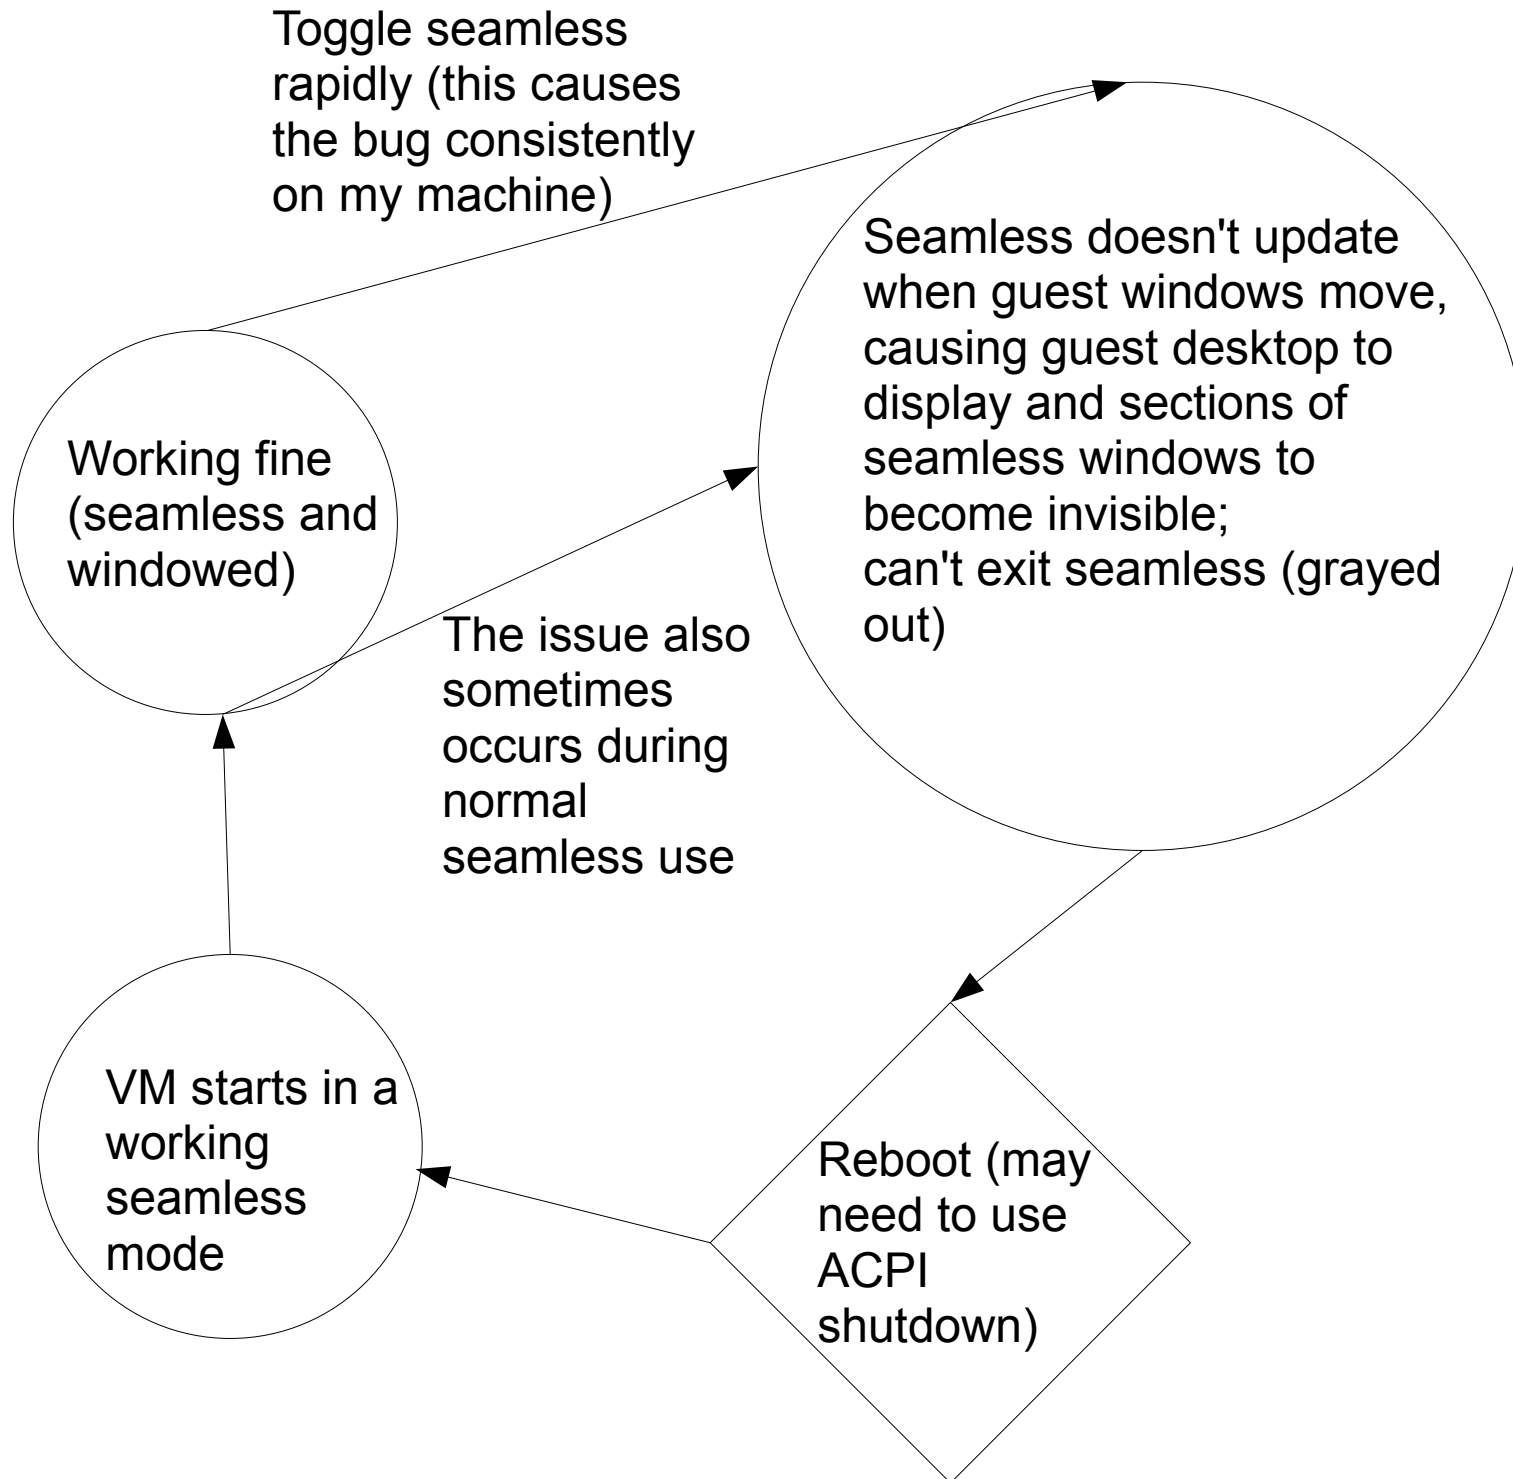 Toggle seamless
rapidly (this causes
the bug consistently
on my machine)
Seamless doesn't update
when guest windows move,
causing guest desktop to
display and sections of
seamless windows to
become invisible;
can't exit seamless (grayed
out)
Working fine
(seamless and
windowed)
The issue also
sometimes
occurs during
normal
seamless use
VM starts in a
working
seamless
mode
Reboot (may
need to use
ACPI
shutdown)